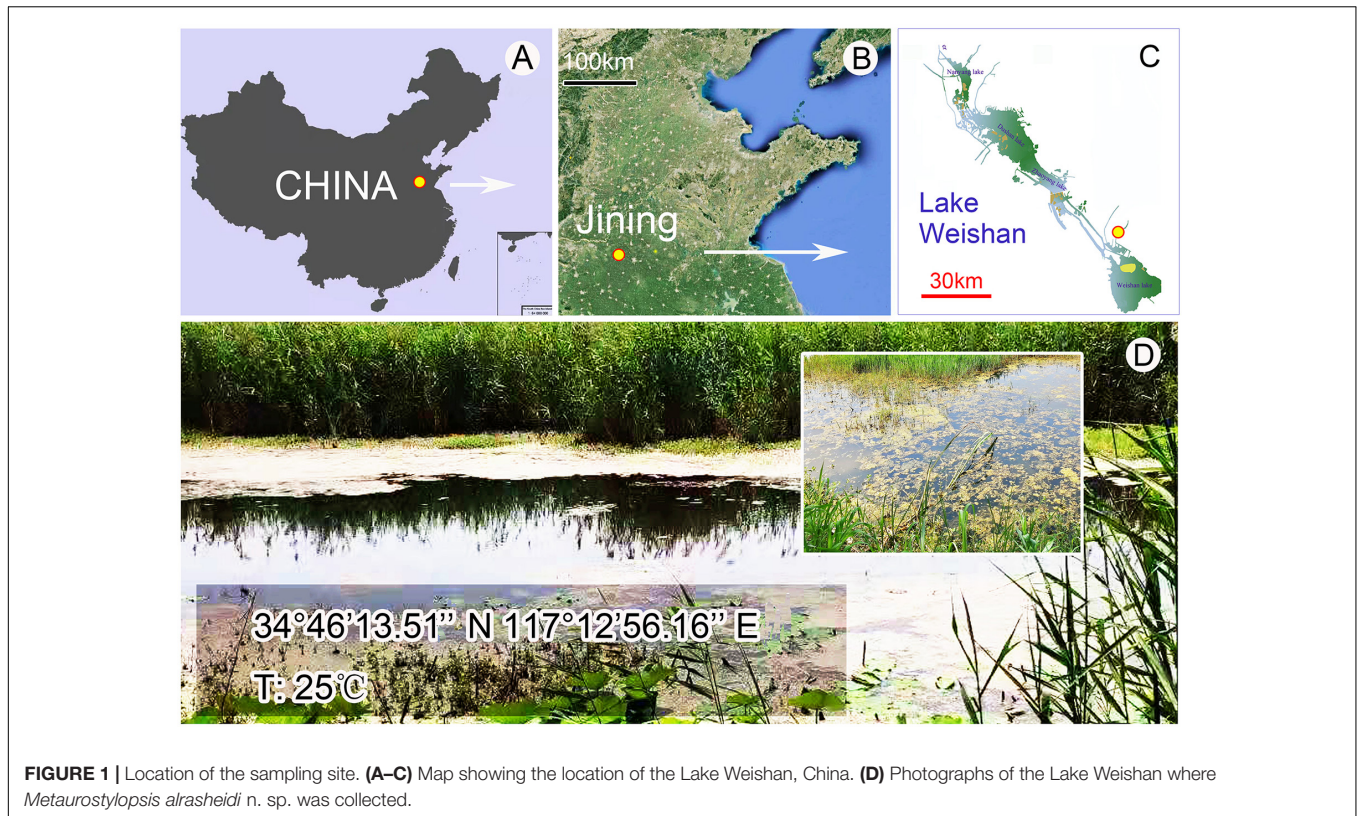 A
CHINA
100km
B
Jining
C
Nanyang lake
Lake
Weishan
30km
Weishan lake
D
34°46’13.51’’ N 117°12’56.16’’ E
T: 25℃
FIGURE 1 | Location of the sampling site. (A–C) Map showing the location of the Lake Weishan, China. (D) Photographs of the Lake Weishan where
Metaurostylopsis alrasheidi n. sp. was collected.